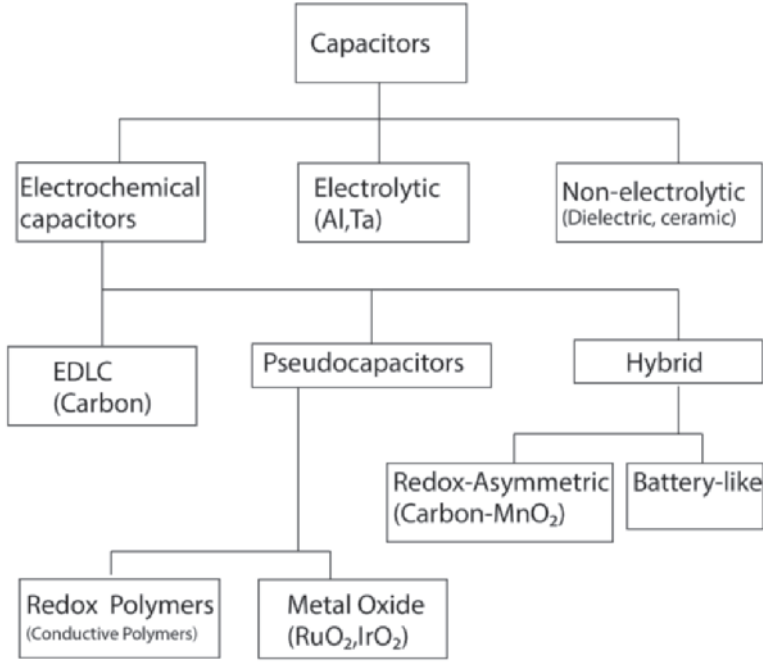 Capacitors
Electrochemical
capacitors
Electrolytic
(Al,Ta)
Non-electrolytic
(Dielectric, ceramic)
EDLC
(Carbon)
Pseudocapacitors
Hybrid
Redox-Asymmetric
(Carbon-MnO₂)
Battery-like
Redox Polymers
(Conductive Polymers)
Metal Oxide
(RuO₂,IrO₂)